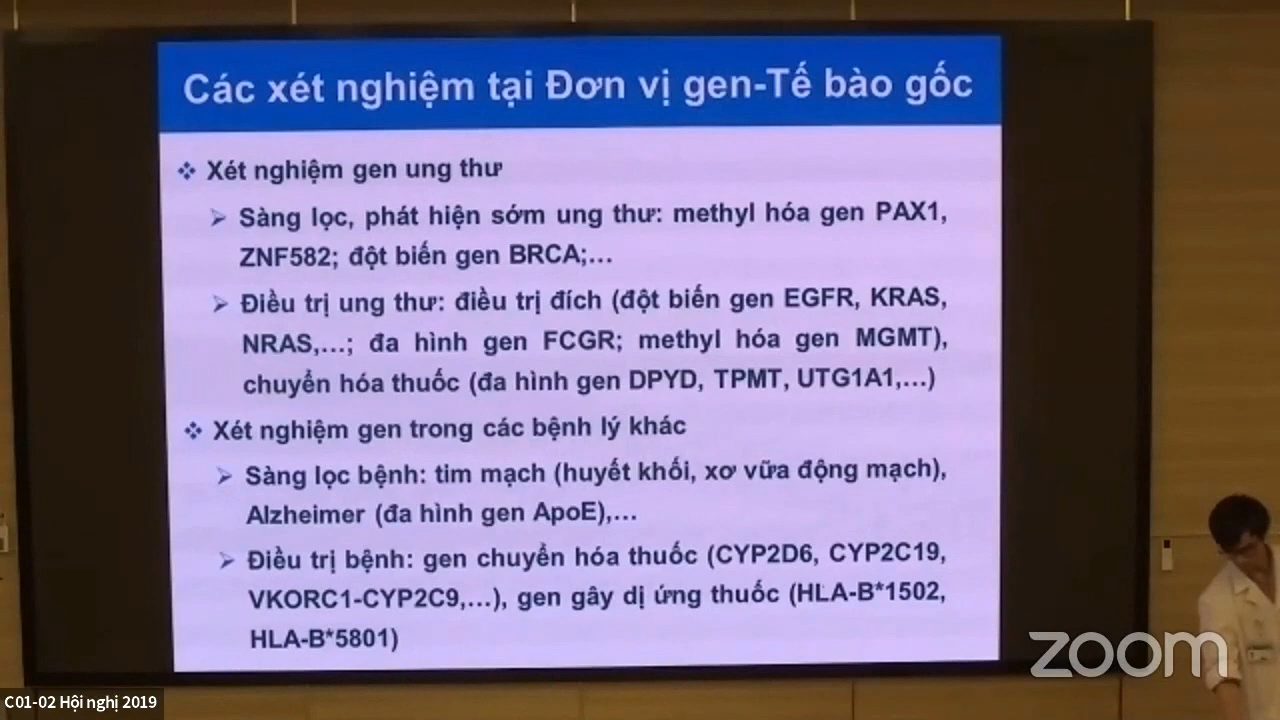 Các xét nghiệm tại Đơn vị gen-Tế bào gốc
Xét nghiệm gen ung thư
Sàng lọc, phát hiện sớm ung thư: methyl hóa gen PAX1,
ZNF582; đột biến gen BRCA;...
Điều trị ung thư: điều trị đích (đột biến gen EGFR, KRAS,
NRAS,...; đa hình gen FCGR; methyl hóa gen MGMT),
chuyển hóa thuốc (đa hình gen DPYD, TPMT, UTG1A1,...)
Xét nghiệm gen trong các bệnh lý khác
Sàng lọc bệnh: tim mạch (huyết khối, xơ vữa động mạch),
Alzheimer (đa hình gen ApoE),...
Điều trị bệnh: gen chuyển hóa thuốc (CYP2D6, CYP2C19,
VKORC1-CYP2C9,...), gen gây dị ứng thuốc (HLA-B*1502,
HLA-B*5801)
zoom
C01-02 Hội nghị 2019